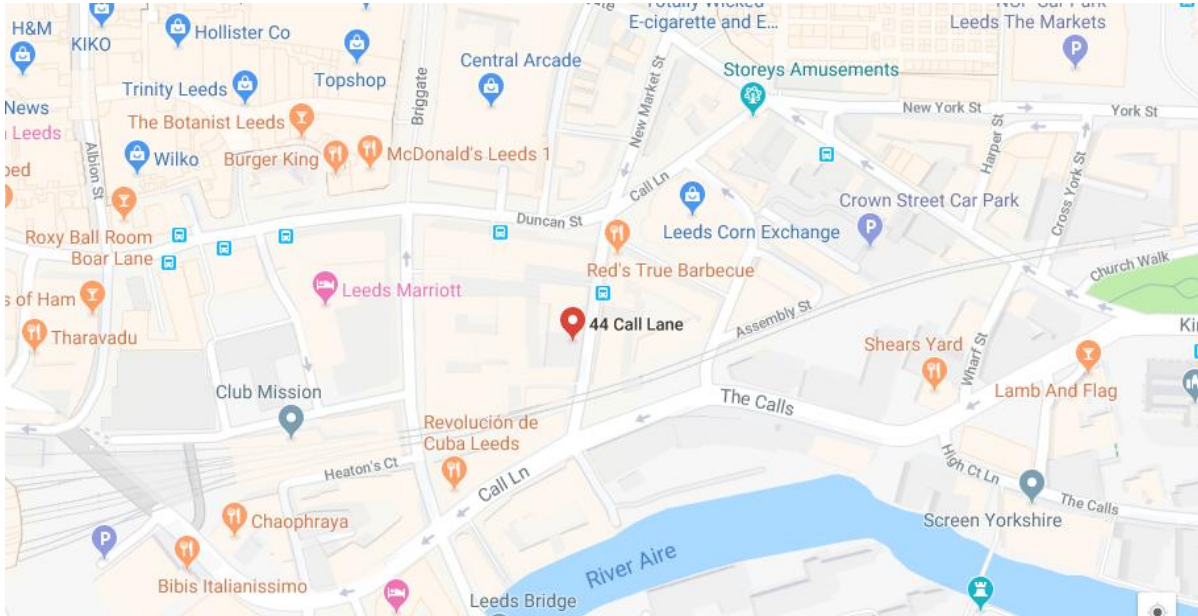 H&M
KIKO
Hollister Co
Topshop
Central Arcade
Totally Wicked
E-cigarette and E...
NCP Car Park
Leeds The Markets
Storeys Amusements
Trinity Leeds
News
Leeds
The Botanist Leeds
Briggate
New Market St
New York St
York St
Wilko
Burger King
McDonald's Leeds 1
Albion St
Call Ln
Harper St
Cross York St
Duncan St
Leeds Corn Exchange
Crown Street Car Park
Roxy Ball Room
Boar Lane
Red's True Barbecue
Church Walk
Leeds Marriott
s of Ham
Tharavadu
44 Call Lane
Assembly St
Shears Yard
Wharf St
Lamb And Flag
Club Mission
The Calls
Revolución de
Cuba Leeds
Heaton's Ct
Call Ln
High Ct Ln
The Calls
Chaophraya
Screen Yorkshire
Bibis Italianissimo
River Aire
Leeds Bridge
P
P
P